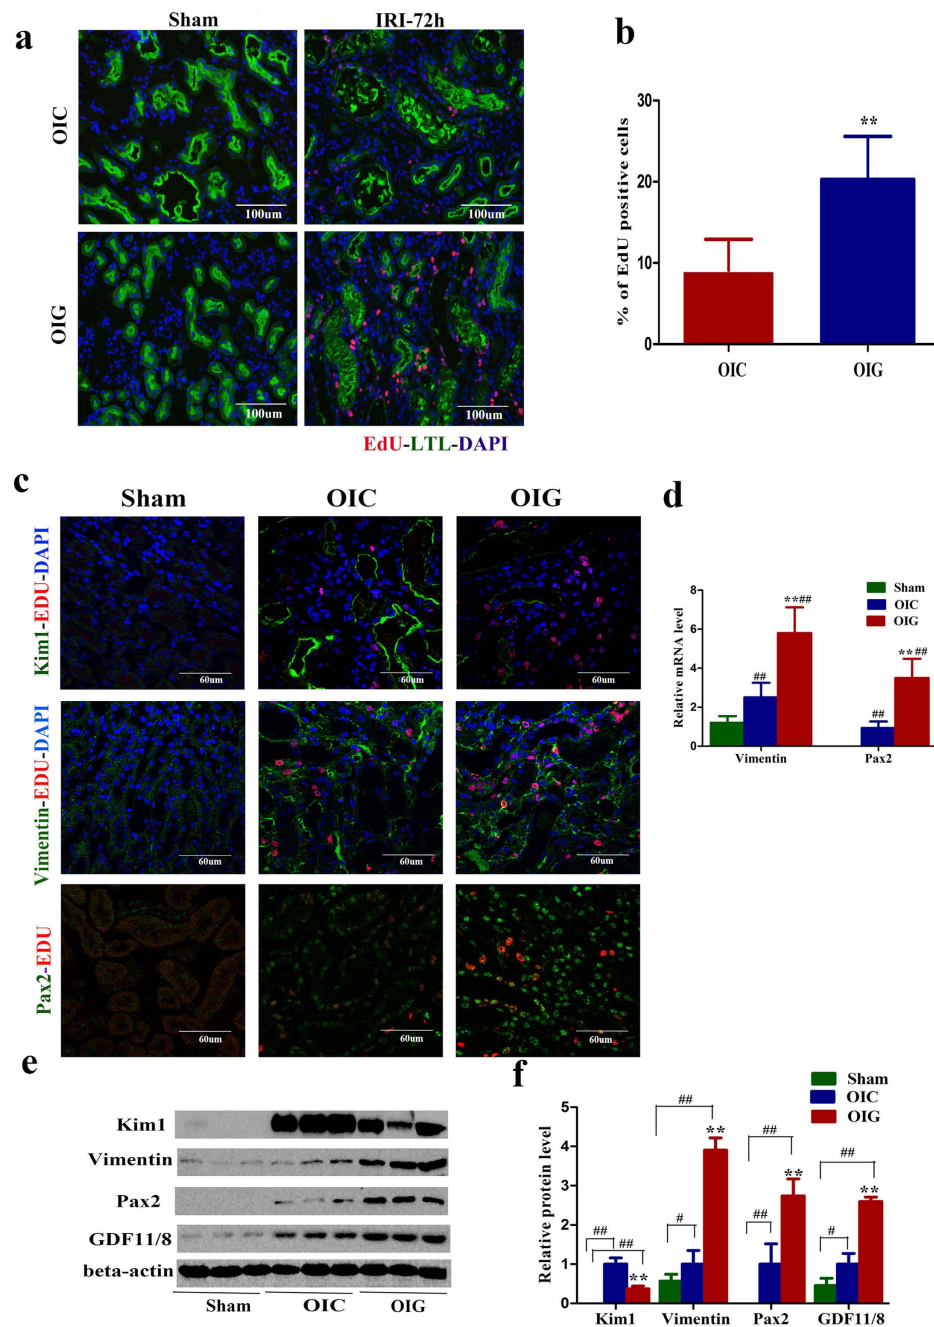 a
Sham
IRI-72h
OIC
100um
100um
OIG
100um
100um
EdU-LTL-DAPI
b
% of EdU positive cells
30
20
10
0
**
OIC
OIG
c
Sham
OIC
OIG
Kim1-EDU-DAPI
60um
60um
60um
Vimentin-EDU-DAPI
60um
60um
60um
Pax2-EDU
60um
60um
60um
d
Relative mRNA level
8
6
4
2
0
Sham
OIC
OIG
##
**##
##
**##
Vimentin
Pax2
e
Kim1
Vimentin
Pax2
GDF11/8
beta-actin
Sham
OIC
OIG
f
Sham
OIC
OIG
Relative protein level
5
4
3
2
1
0
##
##
**
##
#
**
##
##
**
##
#
**
Kim1
Vimentin
Pax2
GDF11/8